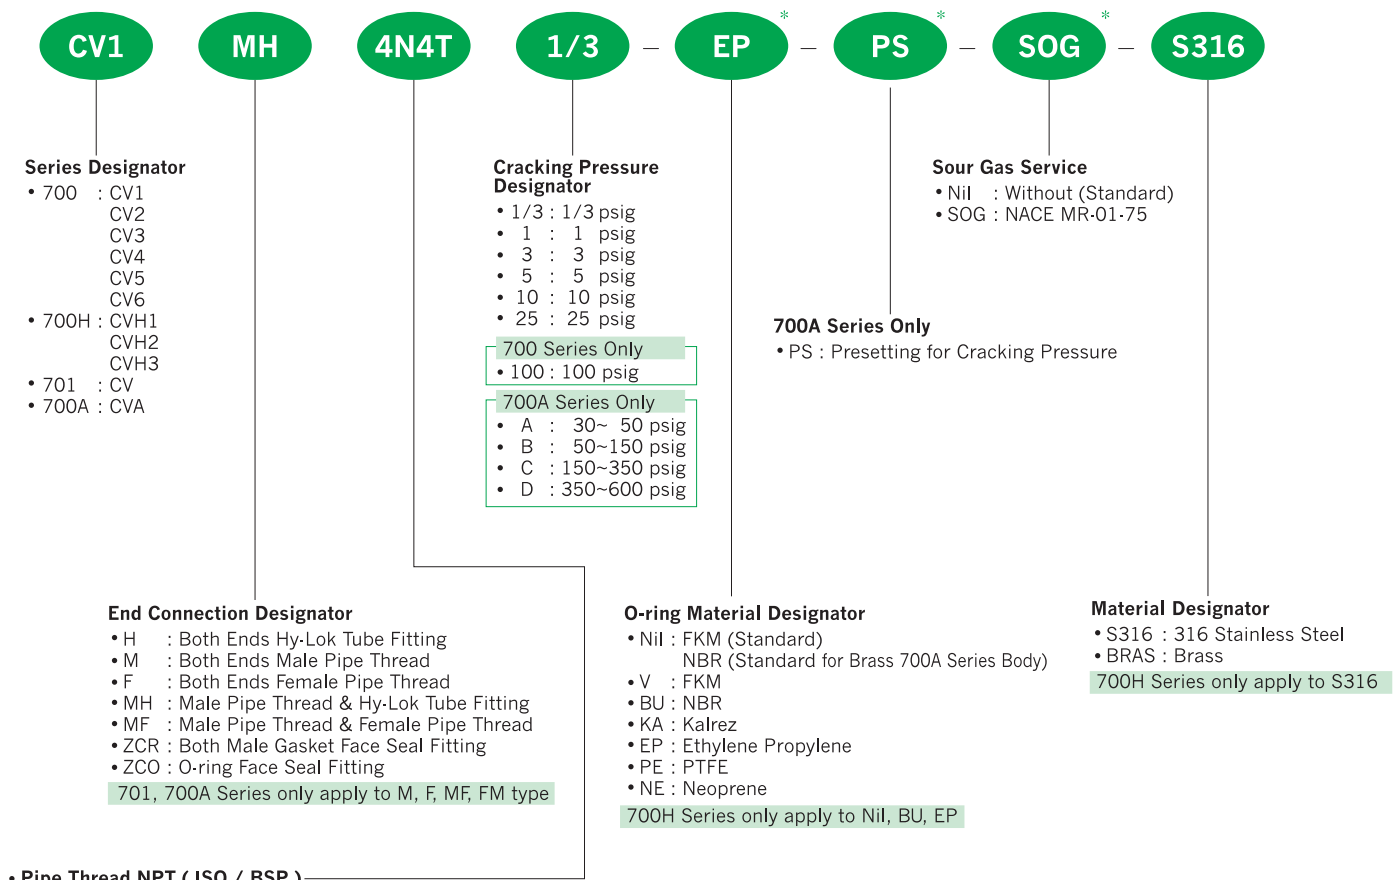 CV1 MH 4N4T 1/3 – EP* – PS* – SOG* – S316
Series Designator
• 700 : CV1
CV2
CV3
CV4
CV5
CV6
• 700H : CVH1
CVH2
CVH3
• 701 : CV
• 700A : CVA
Cracking Pressure
Designator
• 1/3 : 1/3 psig
• 1 : 1 psig
• 3 : 3 psig
• 5 : 5 psig
• 10 : 10 psig
• 25 : 25 psig
700 Series Only
• 100 : 100 psig
700A Series Only
• A : 30~ 50 psig
• B : 50~150 psig
• C : 150~350 psig
• D : 350~600 psig
700A Series Only
• PS : Presetting for Cracking Pressure
Sour Gas Service
• Nil : Without (Standard)
• SOG : NACE MR-01-75
End Connection Designator
• H : Both Ends Hy-Lok Tube Fitting
• M : Both Ends Male Pipe Thread
• F : Both Ends Female Pipe Thread
• MH : Male Pipe Thread & Hy-Lok Tube Fitting
• MF : Male Pipe Thread & Female Pipe Thread
• ZCR : Both Male Gasket Face Seal Fitting
• ZCO : O-ring Face Seal Fitting
701, 700A Series only apply to M, F, MF, FM type
O-ring Material Designator
• Nil : FKM (Standard)
NBR (Standard for Brass 700A Series Body)
• V : FKM
• BU : NBR
• KA : Kalrez
• EP : Ethylene Propylene
• PE : PTFE
• NE : Neoprene
700H Series only apply to Nil, BU, EP
Material Designator
• S316 : 316 Stainless Steel
• BRAS : Brass
700H Series only apply to S316
• Pipe Thread NPT ( ISO / BSP )